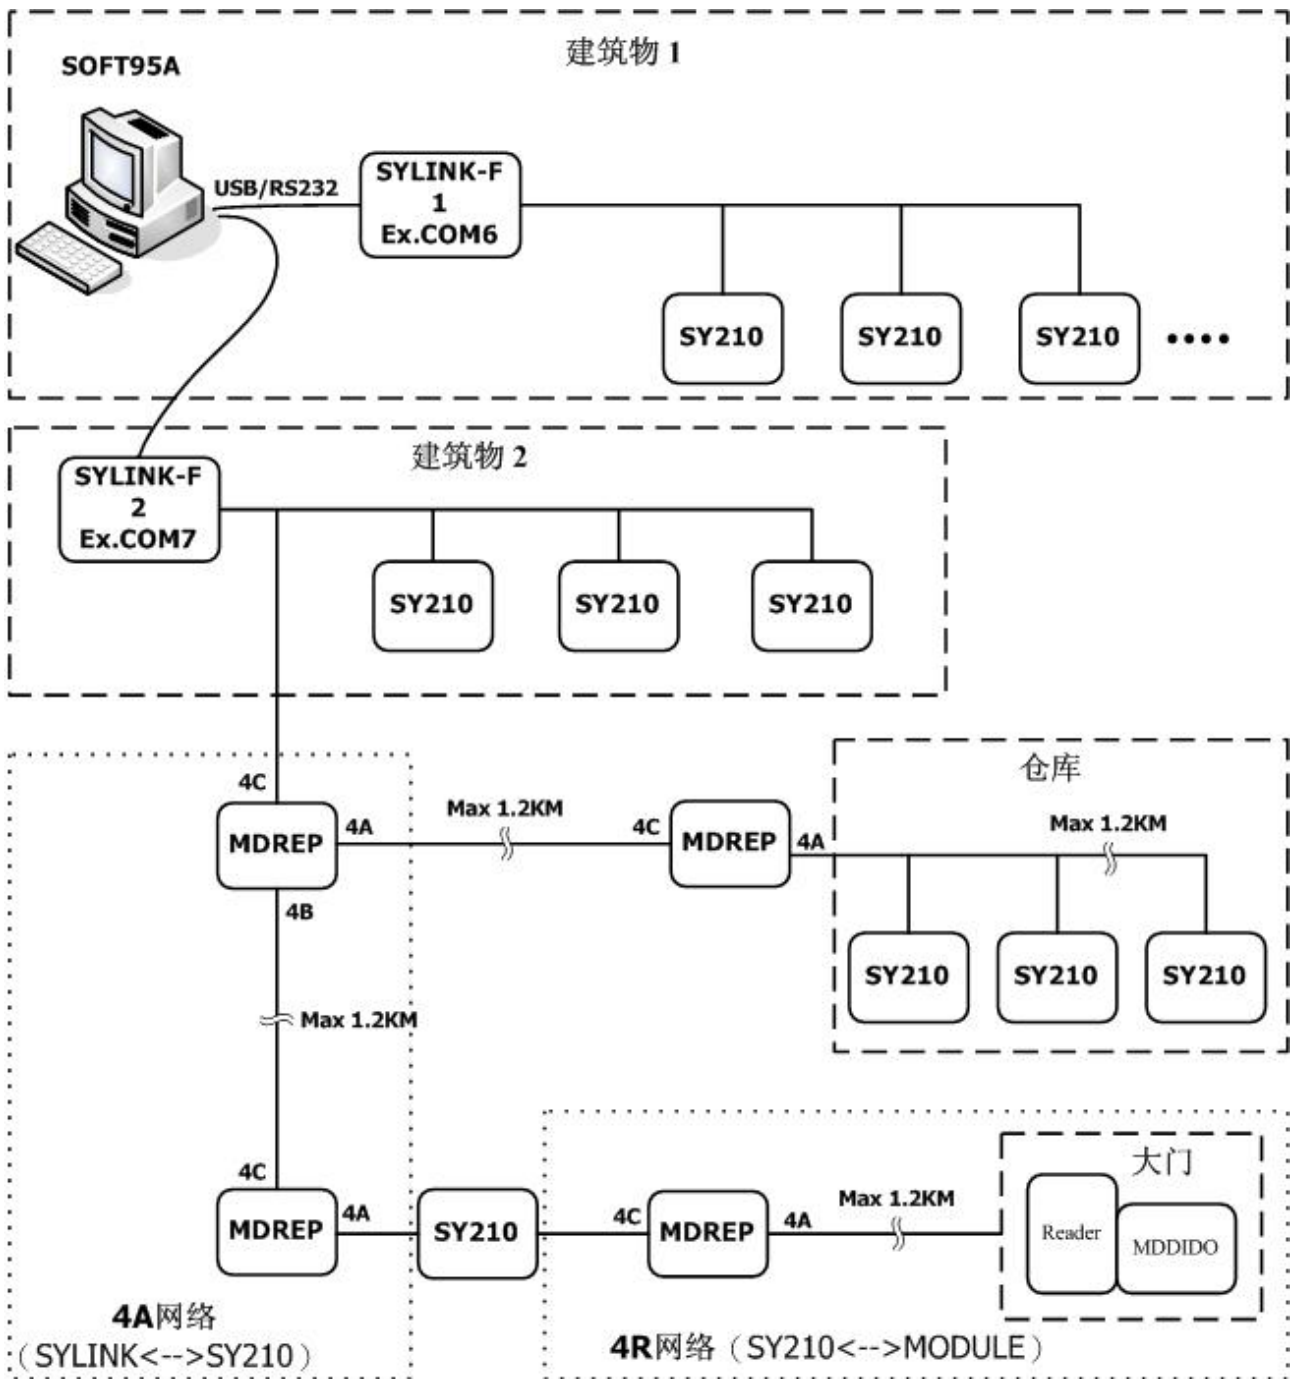 建筑物 1
SOFT95A
USB/RS232
SYLINK-F
1
Ex.COM6
SY210
SY210
SY210
建筑物 2
SYLINK-F
2
Ex.COM7
SY210
SY210
SY210
4C
MDREP
4A
Max 1.2KM
4C
MDREP
4A
4B
仓库
Max 1.2KM
SY210
SY210
SY210
Max 1.2KM
4C
MDREP
4A
SY210
4C
MDREP
4A
Max 1.2KM
大门
Reader
MDDIDO
4A网络
（SYLINK<-->SY210）
4R网络（SY210<-->MODULE）